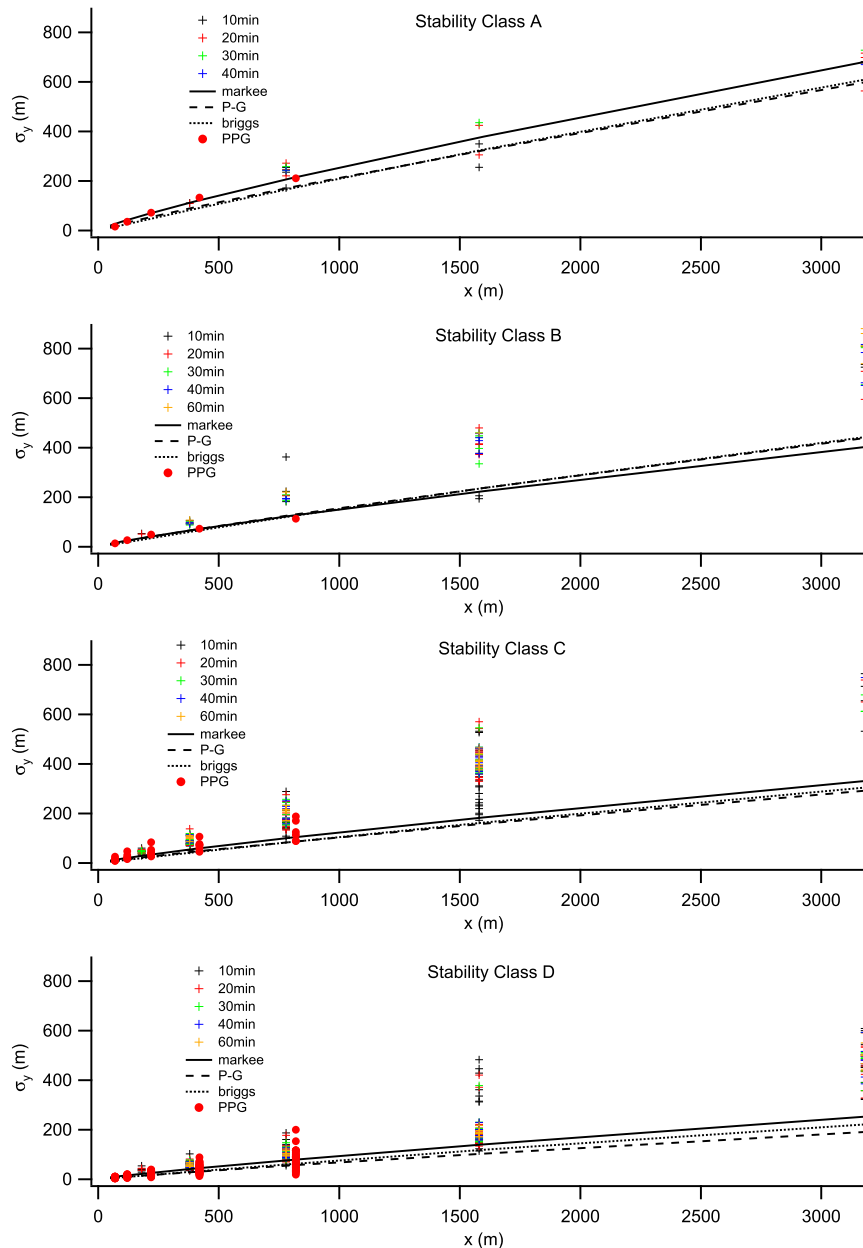 Stability Class A
800
600
400
200
0
σy (m)
10min
20min
30min
40min
markee
P-G
briggs
PPG
0 500 1000 1500 2000 2500 3000
x (m)
Stability Class B
800
600
400
200
0
σy (m)
10min
20min
30min
40min
60min
markee
P-G
briggs
PPG
0 500 1000 1500 2000 2500 3000
x (m)
Stability Class C
800
600
400
200
0
σy (m)
10min
20min
30min
40min
60min
markee
P-G
briggs
PPG
0 500 1000 1500 2000 2500 3000
x (m)
Stability Class D
800
600
400
200
0
σy (m)
10min
20min
30min
40min
60min
markee
P-G
briggs
PPG
0 500 1000 1500 2000 2500 3000
x (m)